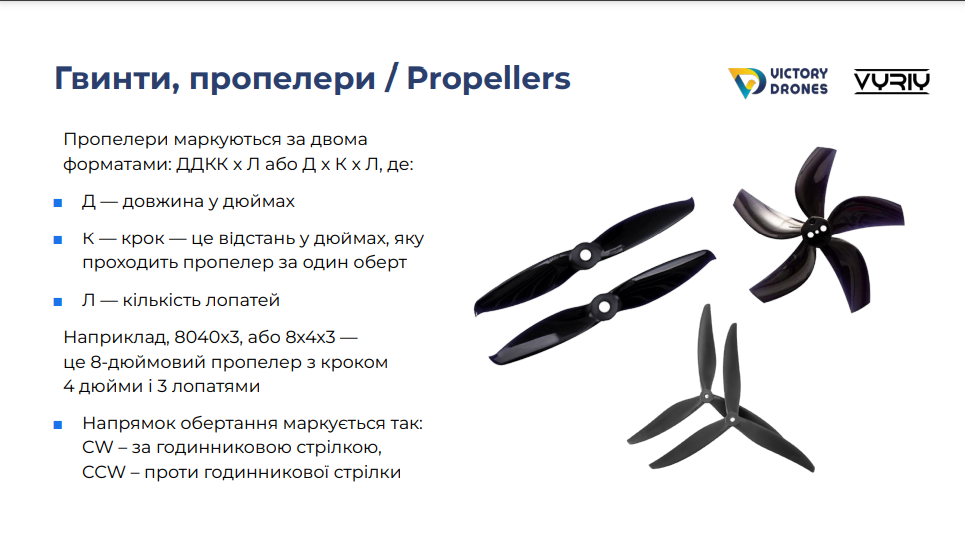 Гвинти, пропелери / Propellers
VICTORY
DRONES
VYRIY
Пропелери маркуються за двома
форматами: ДДКК х Л або Д х К х Л, де:
Д — довжина у дюймах
К — крок — це відстань у дюймах, яку
проходить пропелер за один оберт
Л — кількість лопатей
Наприклад, 8040х3, або 8х4х3 —
це 8-дюймовий пропелер з кроком
4 дюйми і 3 лопатями
Напрямок обертання маркується так:
CW – за годинниковою стрілкою,
CCW – проти годинникової стрілки